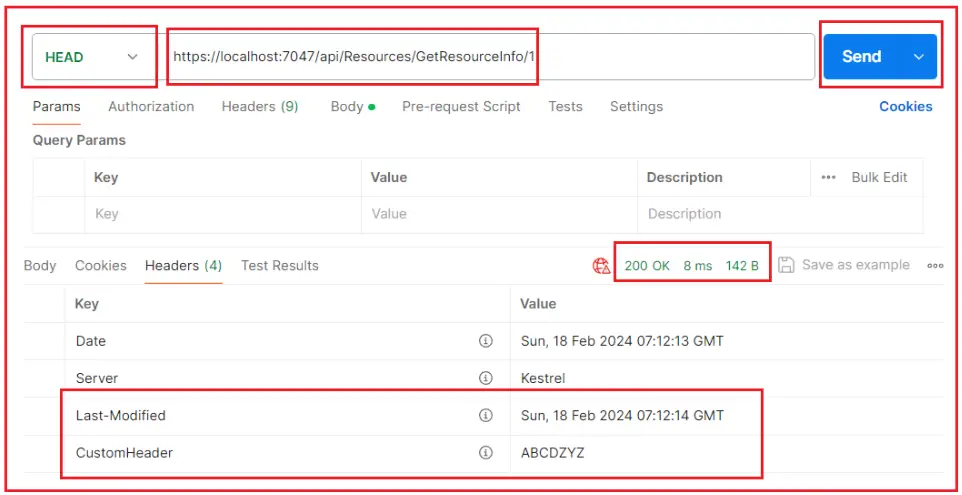 HEAD https://localhost:7047/api/Resources/GetResourceInfo/1 Send
Params Authorization Headers (9) Body Pre-request Script Tests Settings Cookies
Query Params
Key Value Description ••• Bulk Edit
Key Value Description
Body Cookies Headers (4) Test Results 200 OK 8 ms 142 B Save as example
Key Value
Date Sun, 18 Feb 2024 07:12:13 GMT
Server Kestrel
Last-Modified Sun, 18 Feb 2024 07:12:14 GMT
CustomHeader ABCDZYZ